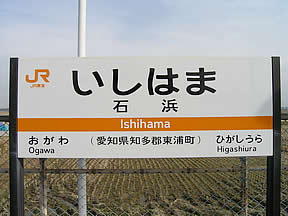 JR
JR東海
いしはま
石浜
Ishihama
おがわ (愛知県知多郡東浦町) ひがしうら
Ogawa Higashiura